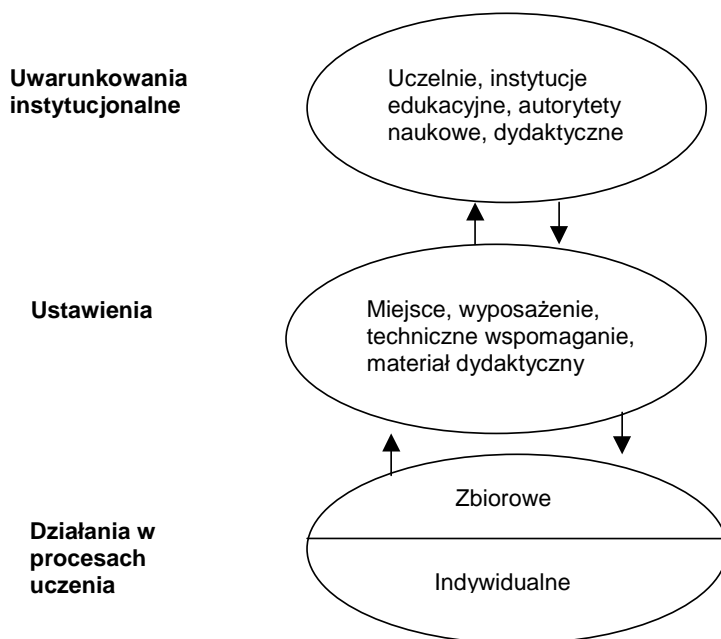 Uwarunkowania
instytucjonalne
Uczelnie, instytucje
edukacyjne, autorytety
naukowe, dydaktyczne
Ustawienia
Miejsce, wyposażenie,
techniczne wspomaganie,
materiał dydaktyczny
Działania w
procesach
uczenia
Zbiorowe
Indywidualne